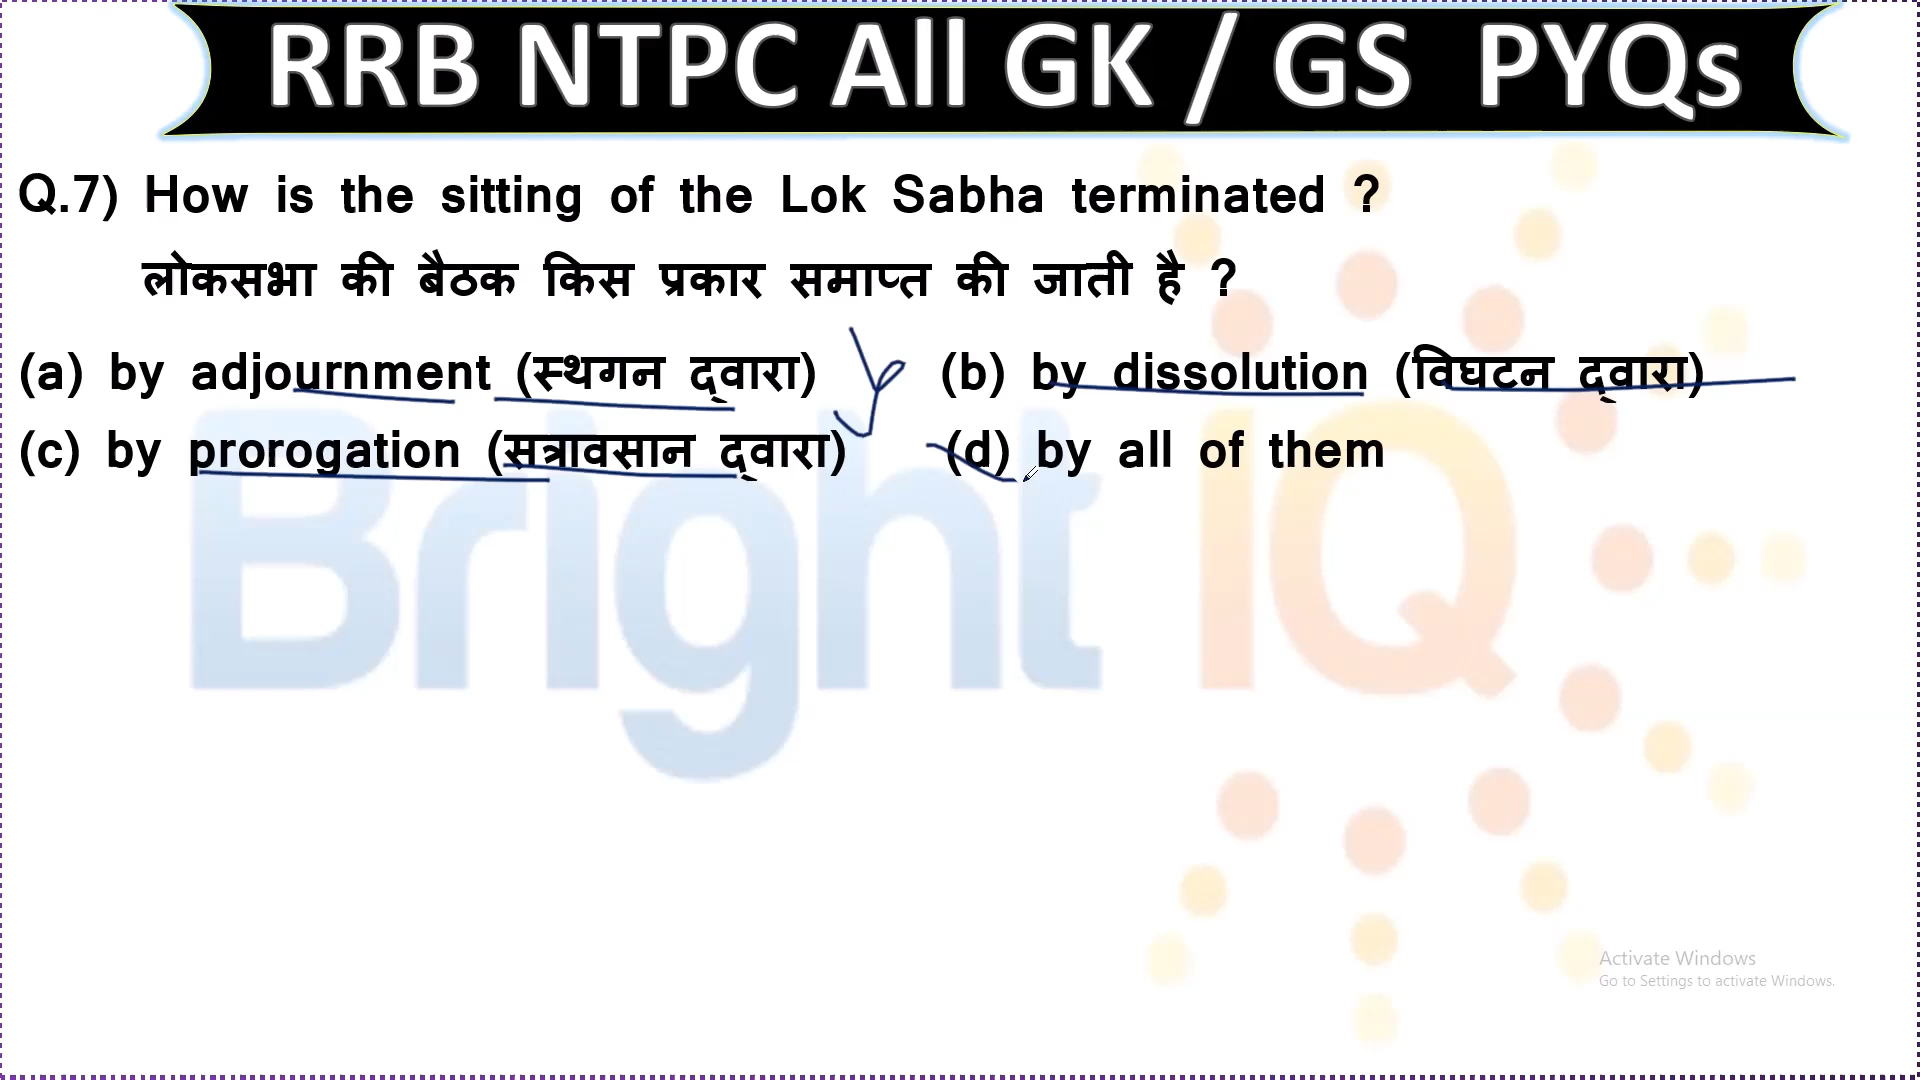 RRB NTPC All GK / GS PYQs
Q.7) How is the sitting of the Lok Sabha terminated ?
लोकसभा की बैठक किस प्रकार समाप्त की जाती है ?
(a) by adjournment (स्थगन द्वारा) (b) by dissolution (विघटन द्वारा)
(c) by prorogation (सत्रावसान द्वारा) (d) by all of them
Bright IQ
Activate Windows
Go to Settings to activate Windows.